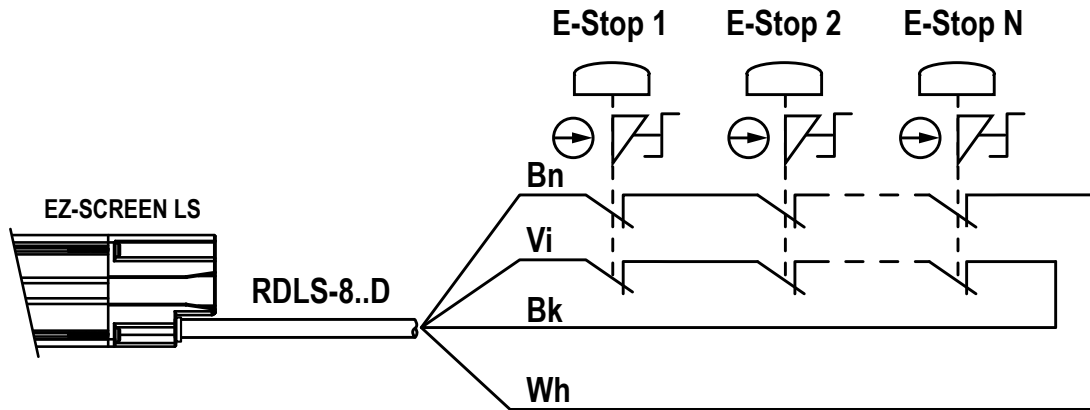 E-Stop 1 E-Stop 2 E-Stop N
Bn
EZ-SCREEN LS
Vi
RDLS-8..D
Bk
Wh